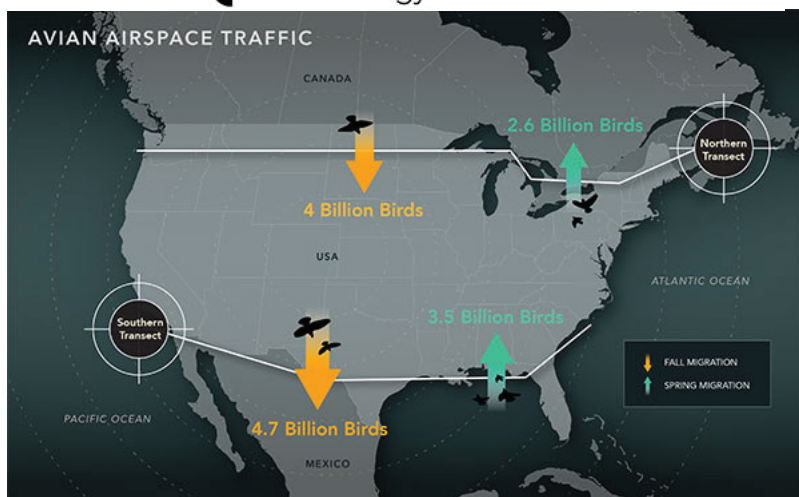 AVIAN AIRSPACE TRAFFIC
CANADA
2.6 Billion Birds
Northern
Transect
4 Billion Birds
USA
ATLANTIC OCEAN
Southern
Transect
3.5 Billion Birds
FALL MIGRATION
SPRING MIGRATION
PACIFIC OCEAN
4.7 Billion Birds
MEXICO